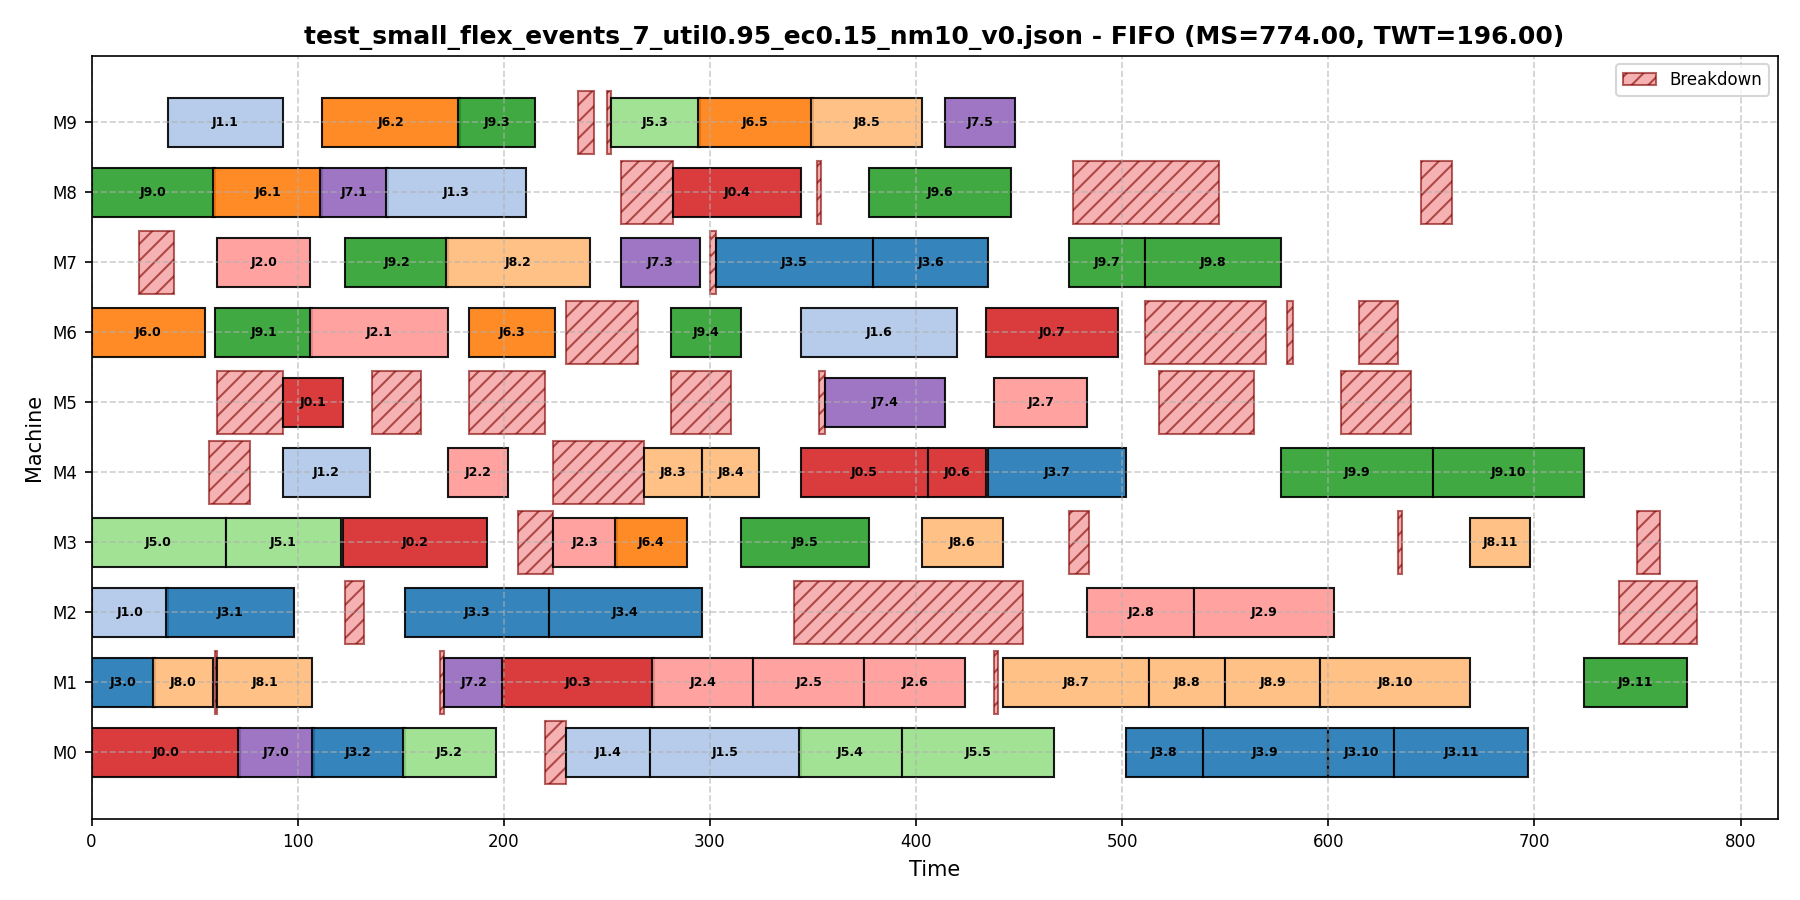 test_small_flex_events_7_util0.95_ec0.15_nm10_v0.json - FIFO (MS=774.00, TWT=196.00)
Breakdown
Machine
M9 J1.1 J6.2 J9.3 J5.3 J6.5 J8.5 J7.5
M8 J9.0 J6.1 J7.1 J1.3 J0.4 J9.6
M7 J2.0 J9.2 J8.2 J7.3 J3.5 J3.6 J9.7 J9.8
M6 J6.0 J9.1 J2.1 J6.3 J9.4 J1.6 J0.7
M5 J0.1 J7.4 J2.7
M4 J1.2 J2.2 J8.3 J8.4 J0.5 J0.6 J3.7 J9.9 J9.10
M3 J5.0 J5.1 J0.2 J2.3 J6.4 J9.5 J8.6 J8.11
M2 J1.0 J3.1 J3.3 J3.4 J2.8 J2.9
M1 J3.0 J8.0 J8.1 J7.2 J0.3 J2.4 J2.5 J2.6 J8.7 J8.8 J8.9 J8.10 J9.11
M0 J0.0 J7.0 J3.2 J5.2 J1.4 J1.5 J5.4 J5.5 J3.8 J3.9 J3.10 J3.11
0 100 200 300 400 500 600 700 800
Time